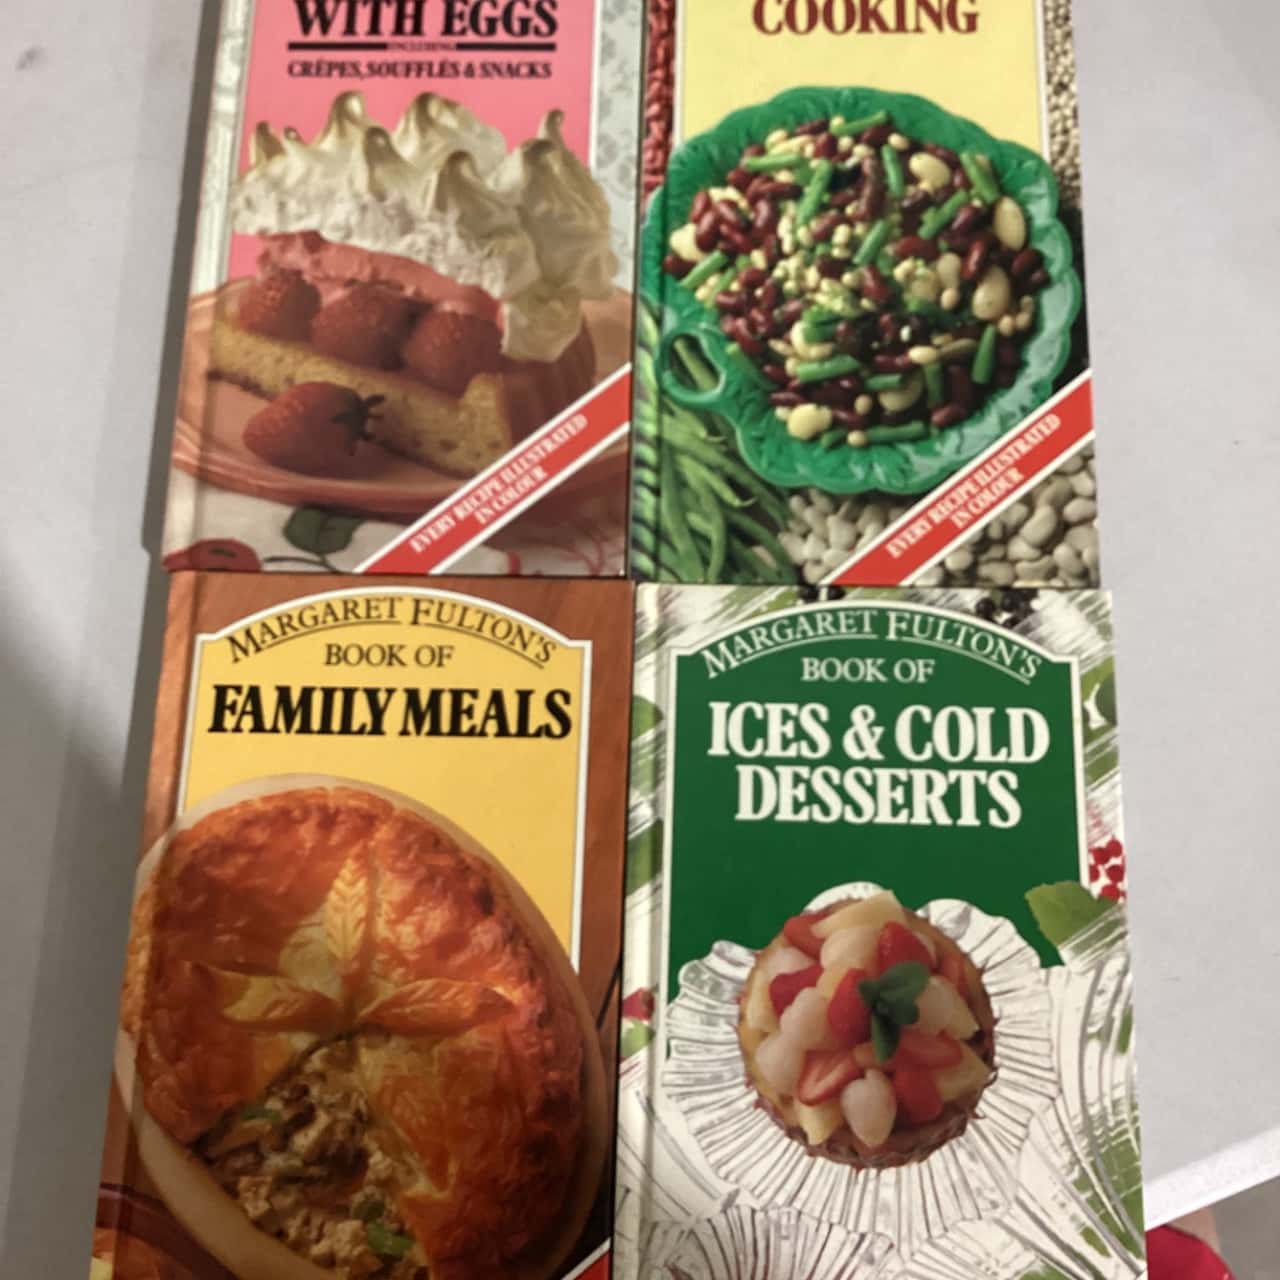 WITH EGGS
INCLUDING
CRÊPES, SOUFFLÉS & SNACKS
EVERY RECIPE ILLUSTRATED
IN COLOUR
COOKING
EVERY RECIPE ILLUSTRATED
IN COLOUR
MARGARET FULTON'S
BOOK OF
FAMILY MEALS
MARGARET FULTON'S
BOOK OF
ICES & COLD
DESSERTS